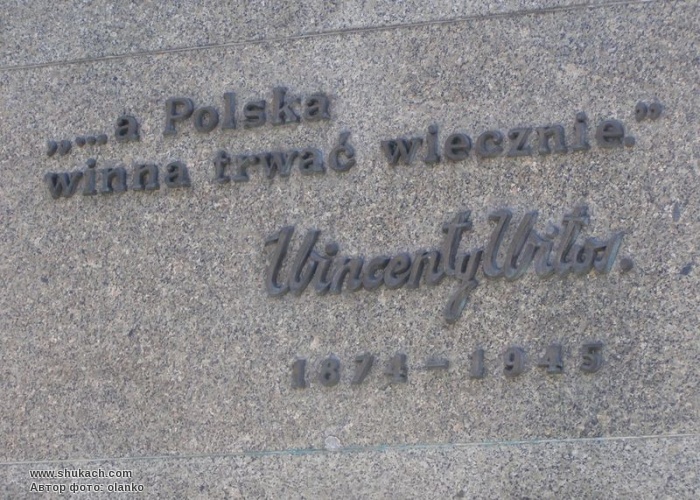 „...a Polska
winna trwać wiecznie.”
Wincenty Witos.
1874 – 1945
www.shukach.com
Автор фото: olanko